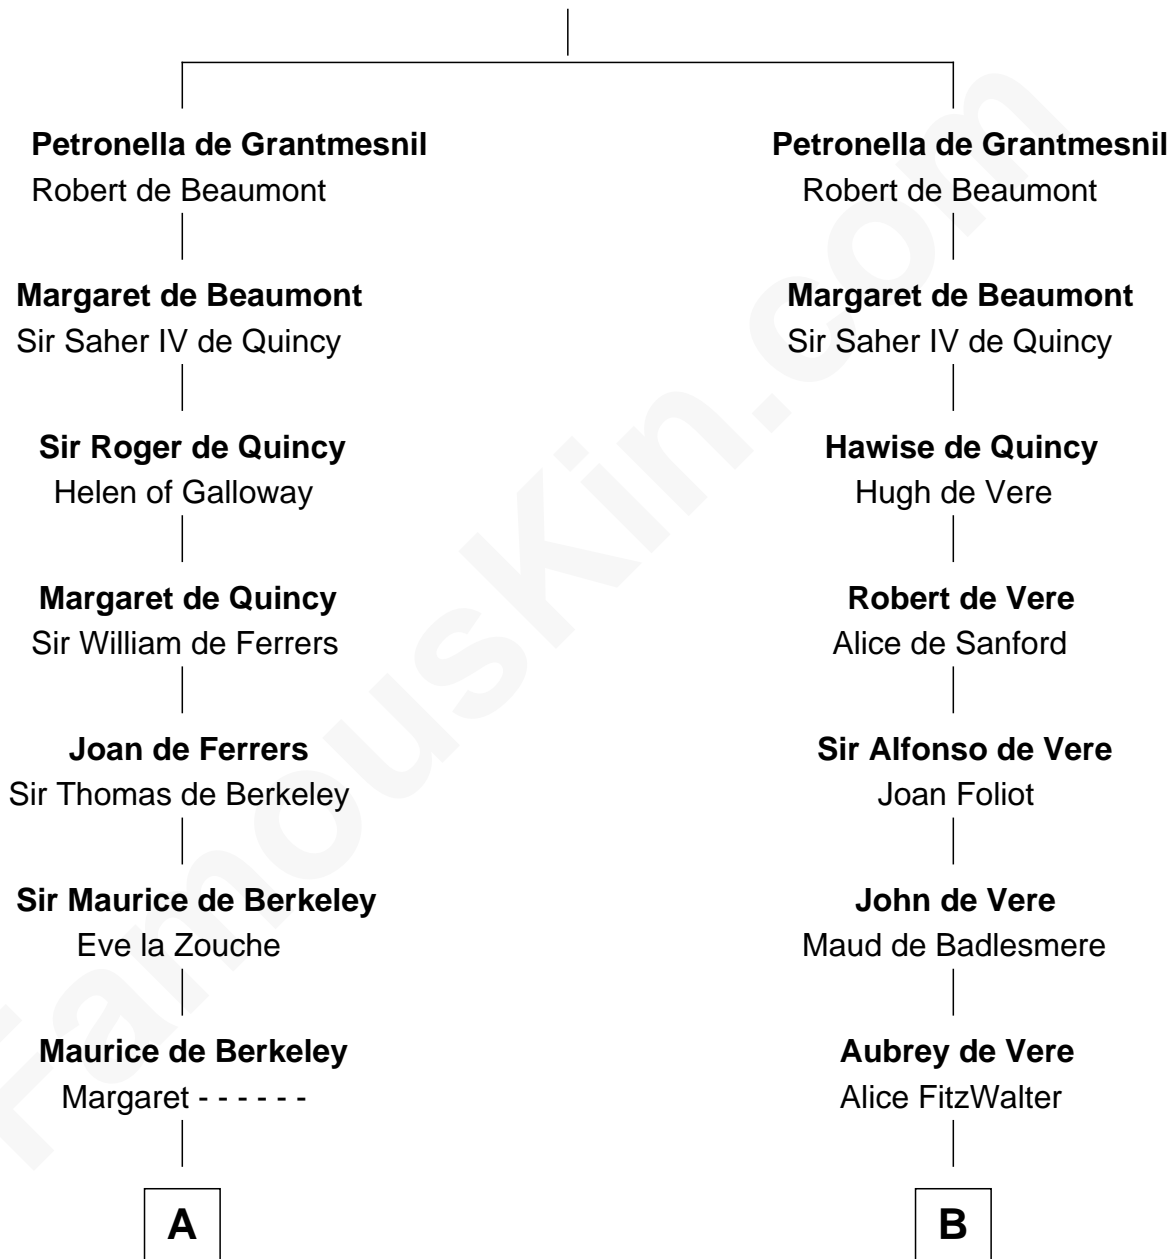 Petronella de Grantmesnil
Robert de Beaumont
Margaret de Beaumont
Sir Saher IV de Quincy
Sir Roger de Quincy
Helen of Galloway
Margaret de Quincy
Sir William de Ferrers
Joan de Ferrers
Sir Thomas de Berkeley
Sir Maurice de Berkeley
Eve la Zouche
Maurice de Berkeley
Margaret - - - - - -
A
Petronella de Grantmesnil
Robert de Beaumont
Margaret de Beaumont
Sir Saher IV de Quincy
Hawise de Quincy
Hugh de Vere
Robert de Vere
Alice de Sanford
Sir Alfonso de Vere
Joan Foliot
John de Vere
Maud de Badlesmere
Aubrey de Vere
Alice FitzWalter
B
FamousKin.com